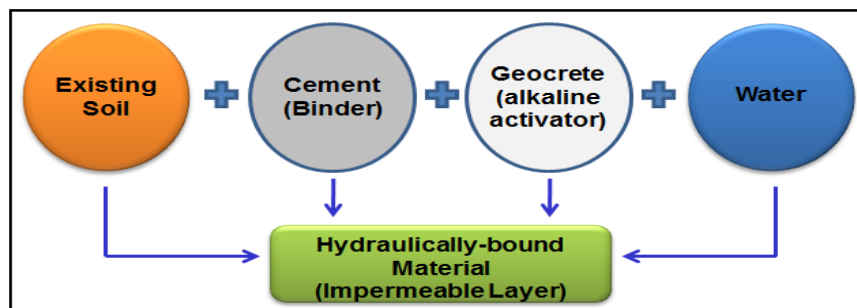 Existing
Soil
Cement
(Binder)
Geocrete
(alkaline
activator)
Water
Hydraulically-bound
Material
(Impermeable Layer)